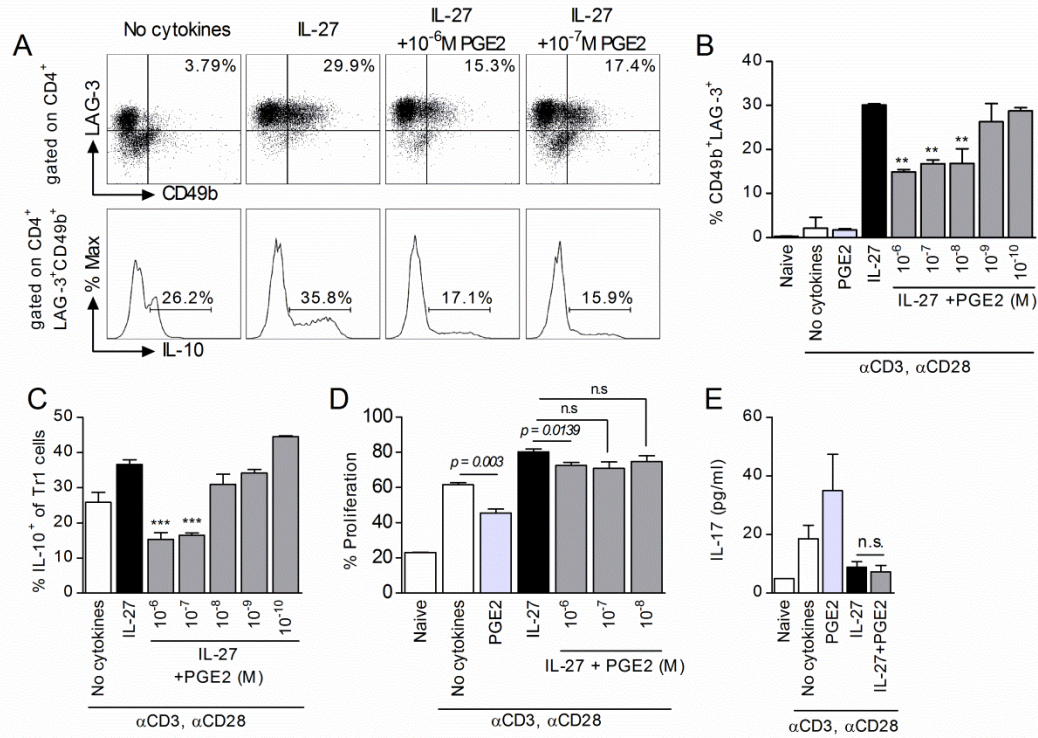 A
No cytokines
IL-27
IL-27
+10⁻⁶M PGE2
IL-27
+10⁻⁷M PGE2
gated on CD4⁺
LAG-3
CD49b
3.79%
29.9%
15.3%
17.4%
gated on CD4⁺
LAG-3⁺CD49b⁺
% Max
IL-10
26.2%
35.8%
17.1%
15.9%
B
% CD49b⁺LAG-3⁺
40
30
20
10
0
**
**
**
Naive
No cytokines
PGE2
IL-27
10⁻⁶
10⁻⁷
10⁻⁸
10⁻⁹
10⁻¹⁰
IL-27 +PGE2 (M)
αCD3, αCD28
C
% IL-10⁺ of Tr1 cells
50
40
30
20
10
0
***
***
No cytokines
IL-27
10⁻⁶
10⁻⁷
10⁻⁸
10⁻⁹
10⁻¹⁰
IL-27
+PGE2 (M)
αCD3, αCD28
D
% Proliferation
100
80
60
40
20
0
n.s
n.s
p = 0.0139
p = 0.003
Naive
No cytokines
PGE2
IL-27
10⁻⁶
10⁻⁷
10⁻⁸
IL-27 + PGE2 (M)
αCD3, αCD28
E
IL-17 (pg/ml)
60
40
20
0
n.s.
Naive
No cytokines
PGE2
IL-27
IL-27+PGE2
αCD3, αCD28